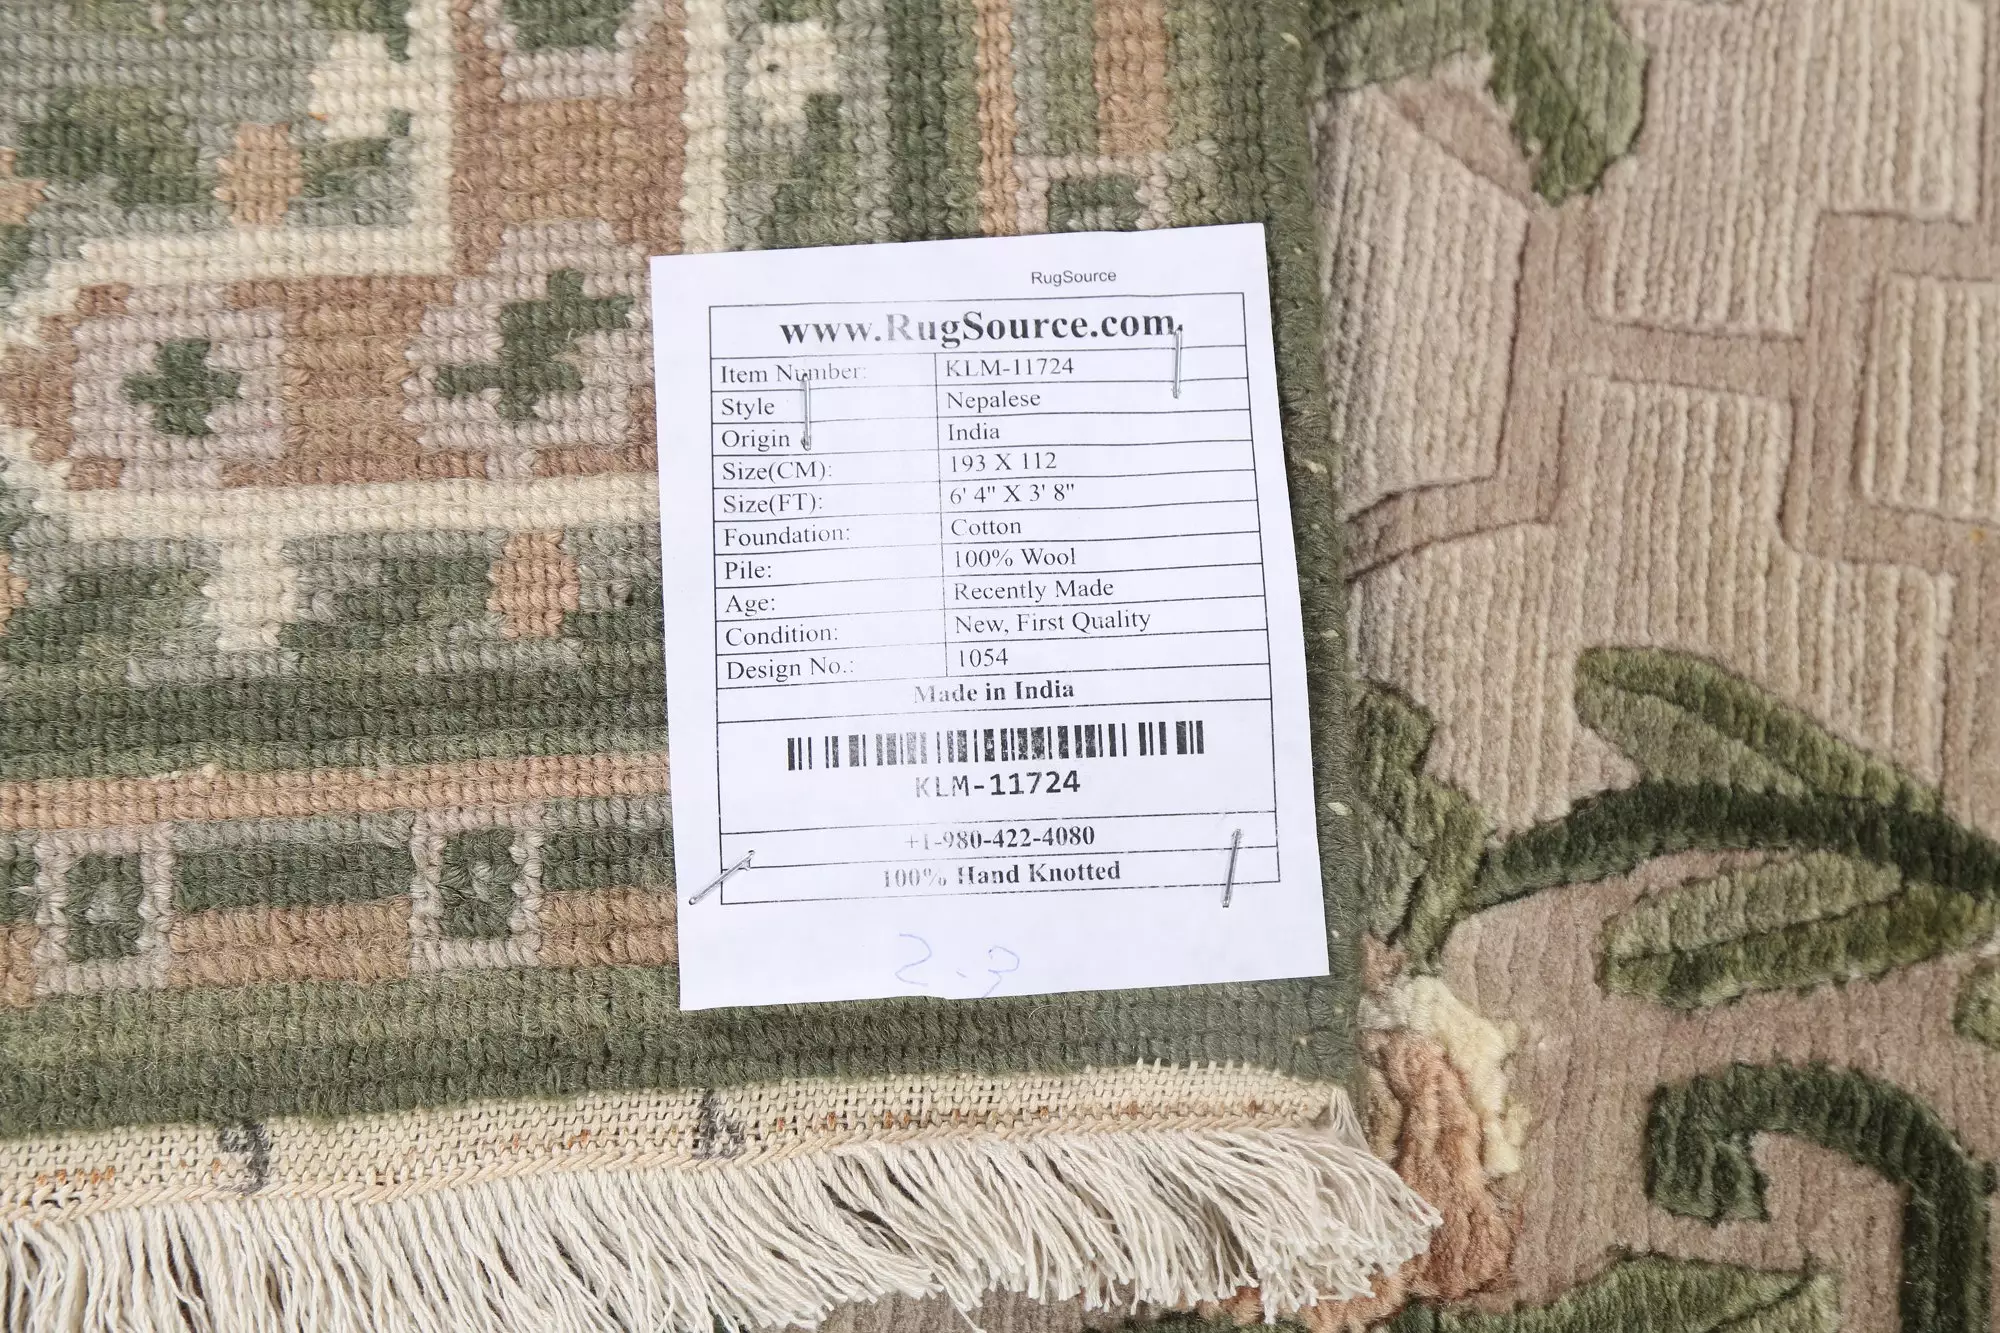 RugSource
www.RugSource.com
Item Number: KLM-11724
Style Nepalese
Origin India
Size(CM): 193 X 112
Size(FT): 6' 4" X 3' 8"
Foundation: Cotton
Pile: 100% Wool
Age: Recently Made
Condition: New, First Quality
Design No.: 1054
Made in India
KLM-11724
+1-980-422-4080
100% Hand Knotted